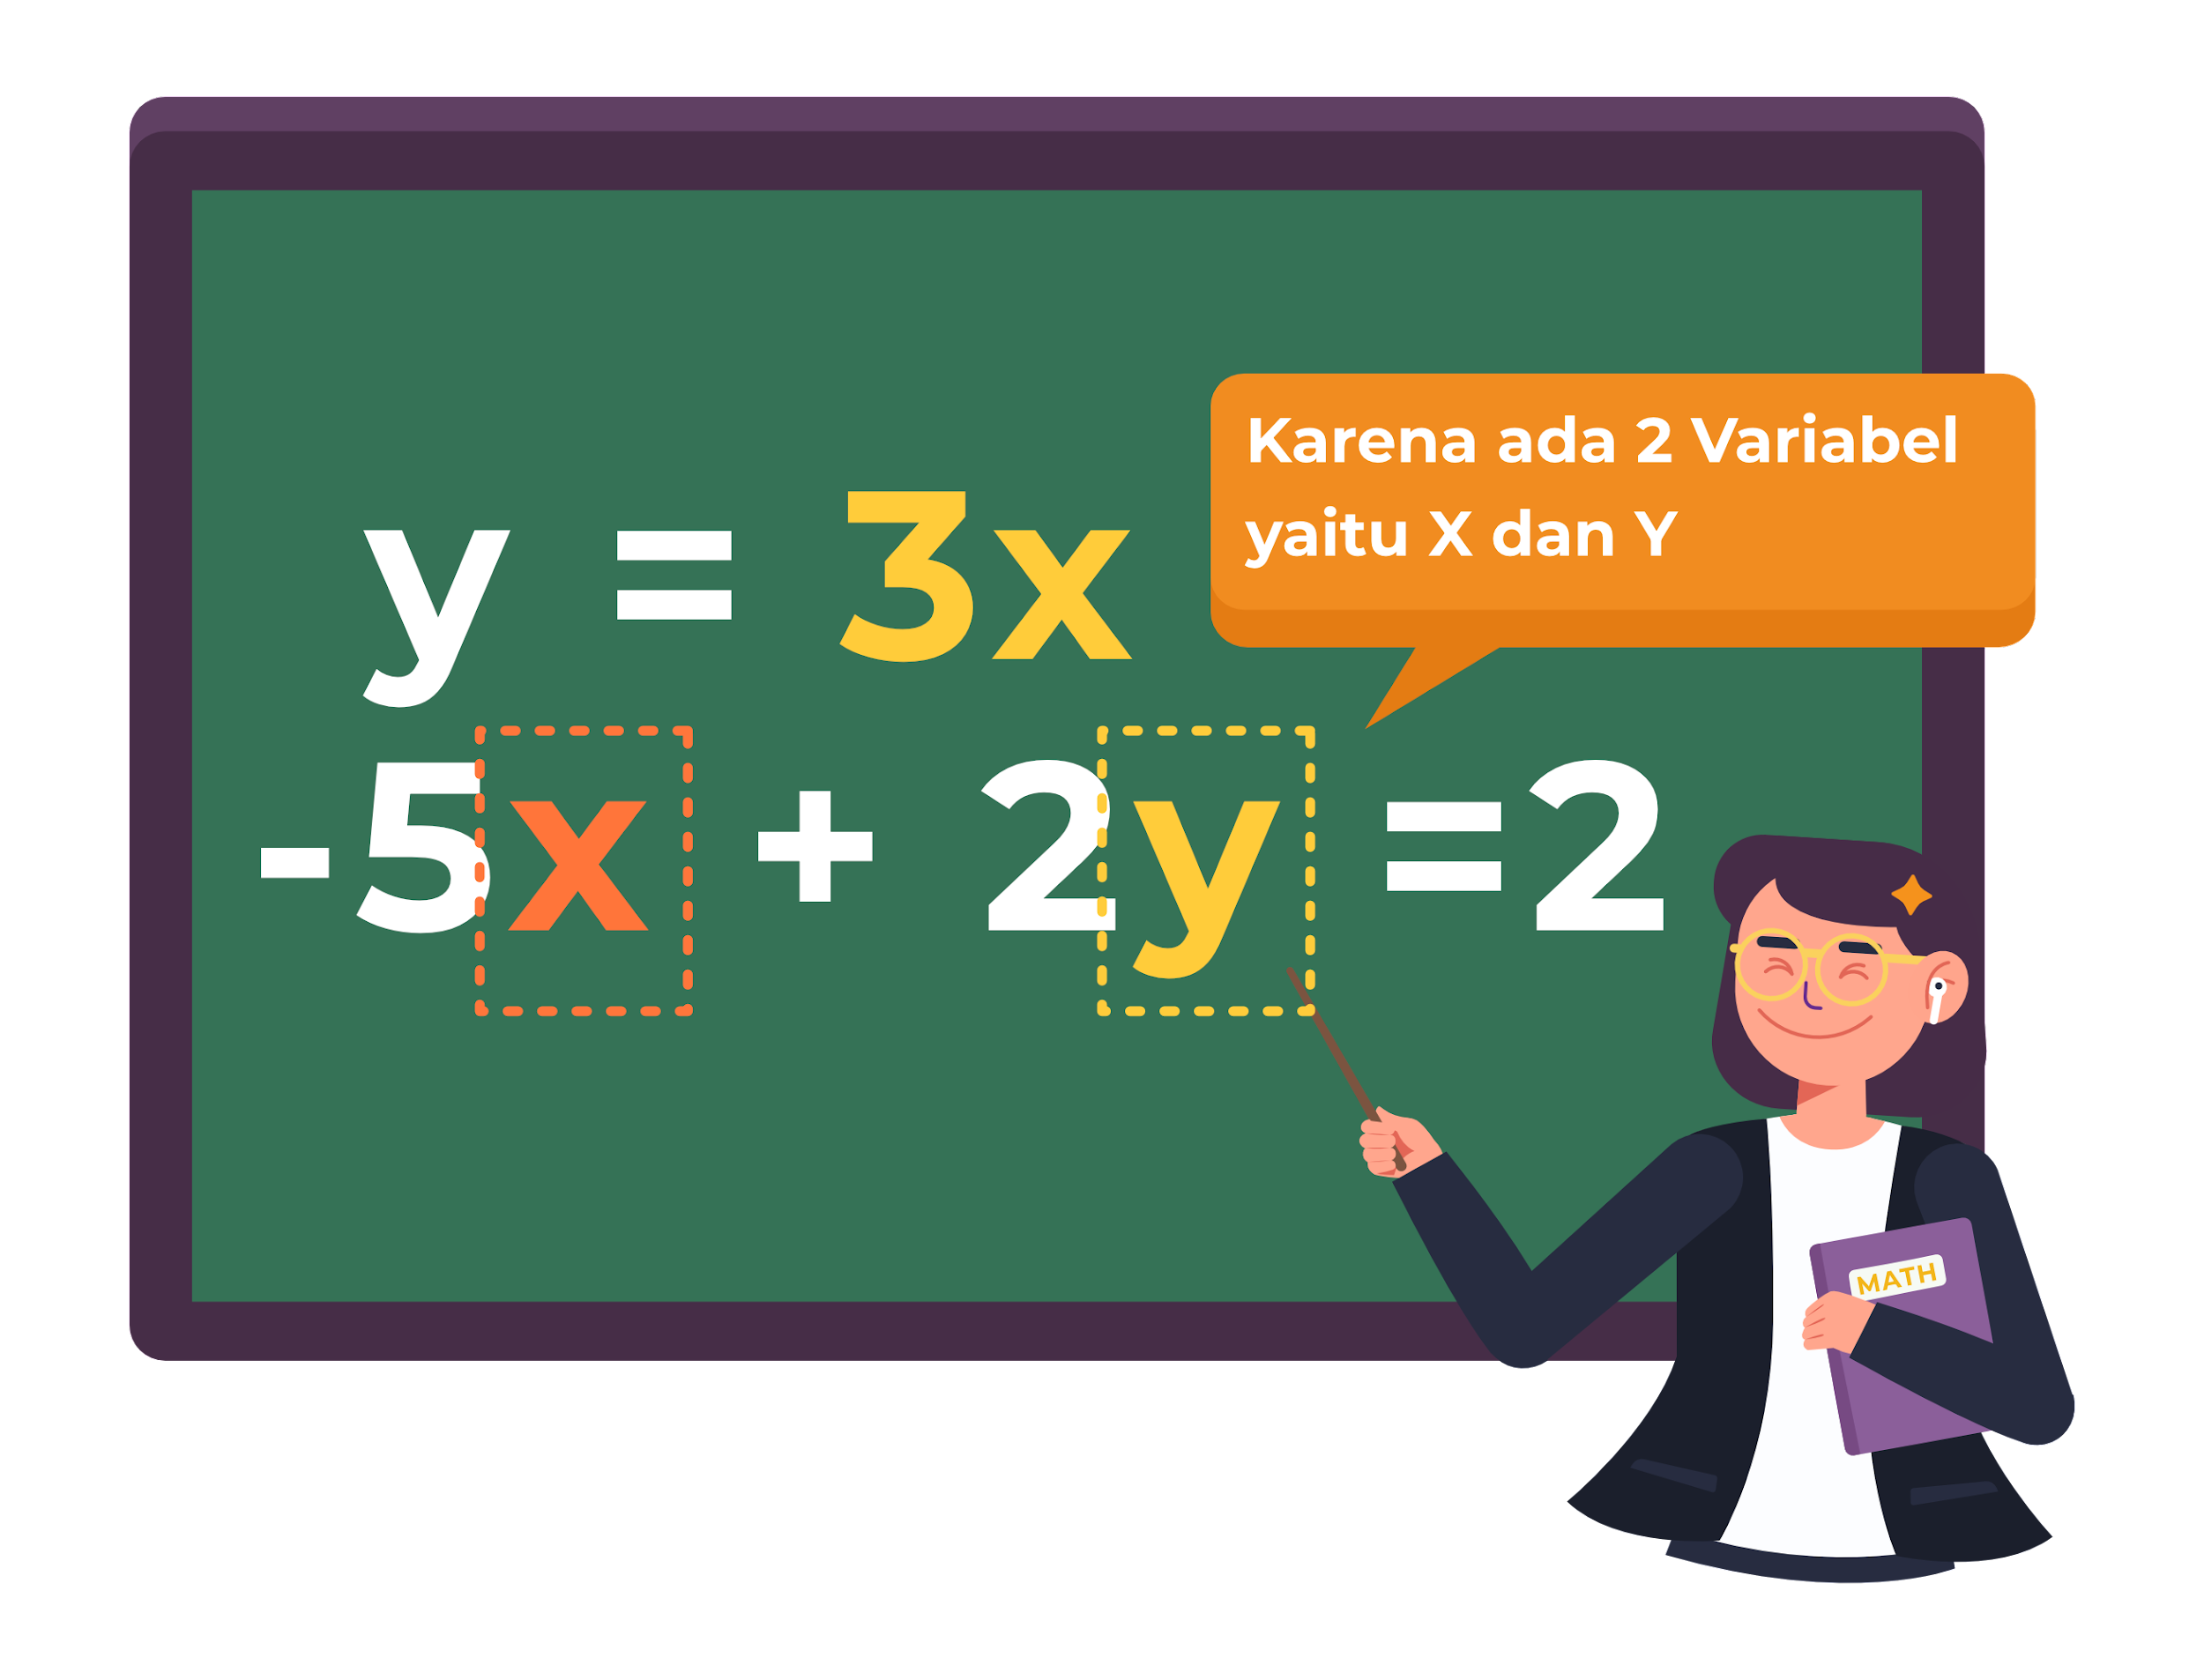 Karena ada 2 Variabel
yaitu X dan Y
y = 3x
-5x + 2y =2
MATH